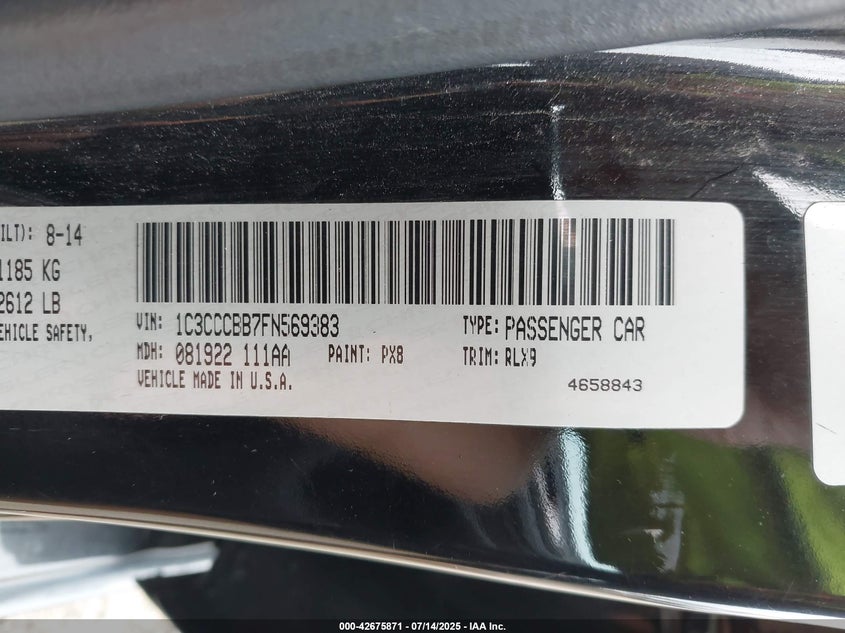 ILT): 8-14
1185 KG
2612 LB
EHICLE SAFETY,
VIN: 1C3CCCBB7FN569383 TYPE: PASSENGER CAR
MDH: 081922 111AA PAINT: PX8 TRIM: RLX9
VEHICLE MADE IN U.S.A. 4658843
000-42675871 - 07/14/2025 - IAA Inc.